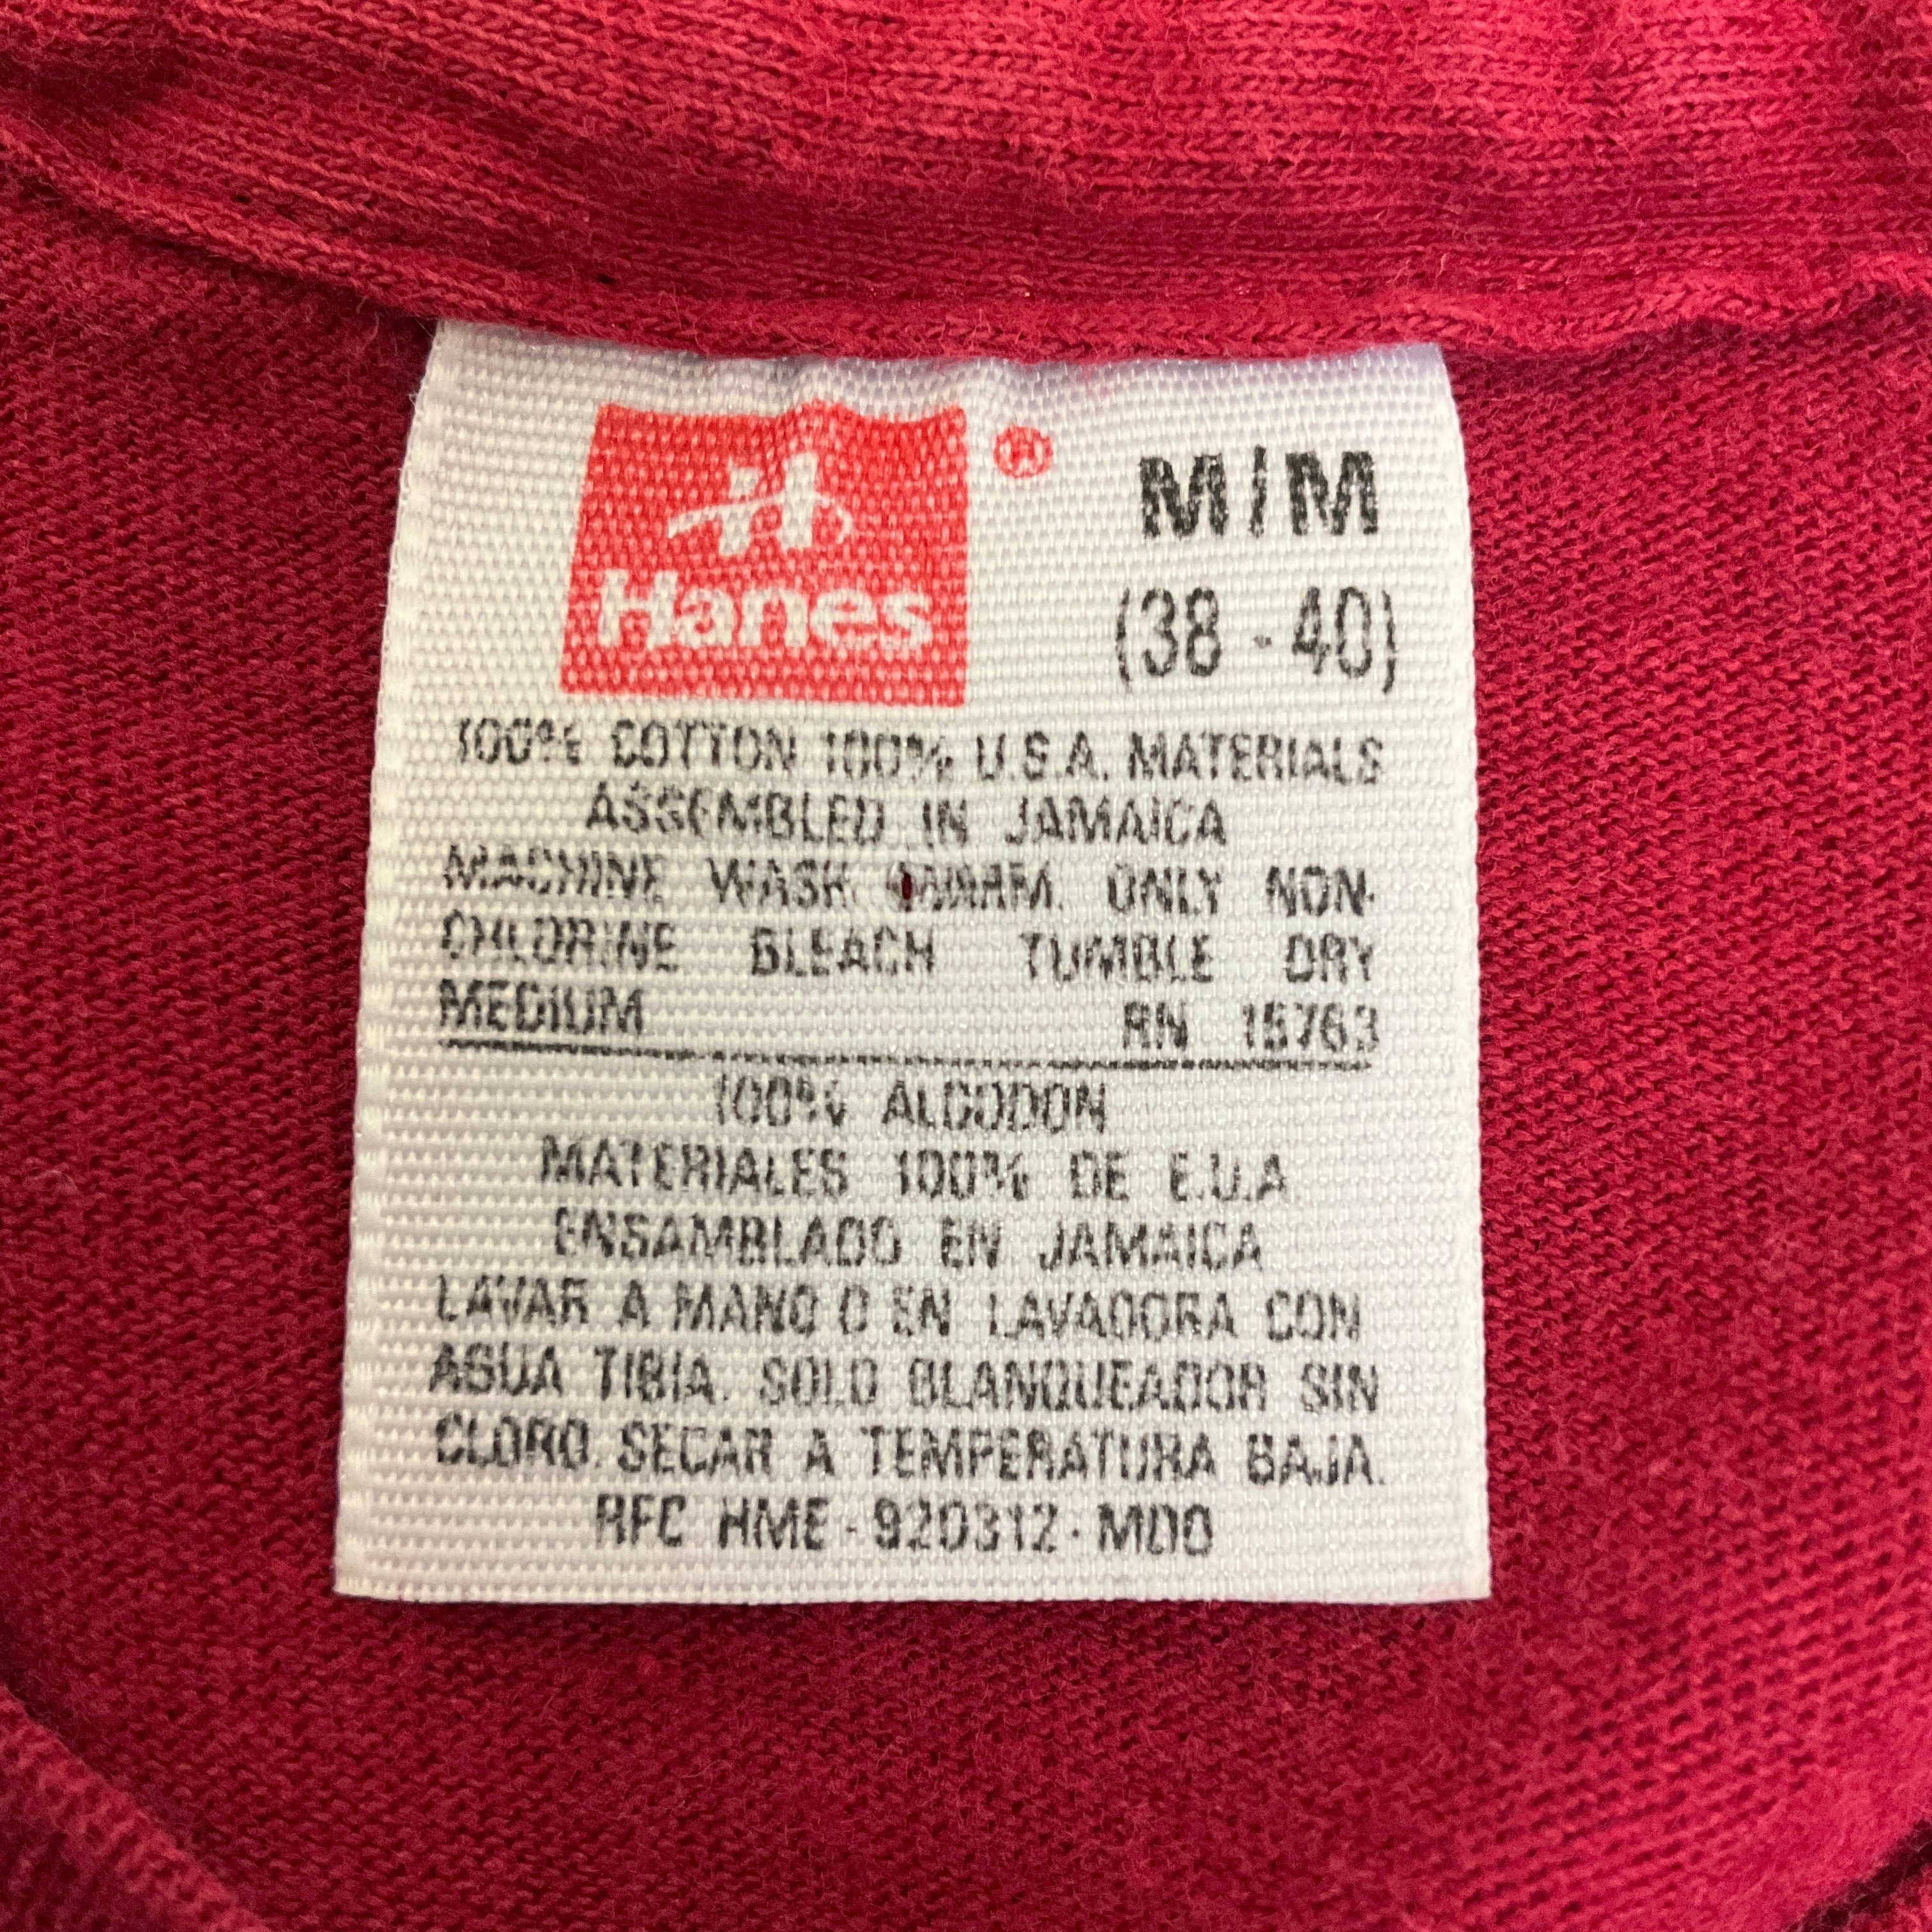 Hanes ®
M/M
(38 - 40)
100% COTTON 100% U.S.A. MATERIALS
ASSEMBLED IN JAMAICA
MACHINE WASH WARM. ONLY NON-
CHLORINE BLEACH TUMBLE DRY
MEDIUM RN 15763
100% ALGODON
MATERIALES 100% DE E.U.A
ENSAMBLADO EN JAMAICA
LAVAR A MANO O EN LAVADORA CON
AGUA TIBIA. SOLO BLANQUEADOR SIN
CLORO. SECAR A TEMPERATURA BAJA.
RFC HME - 920312 - MD0